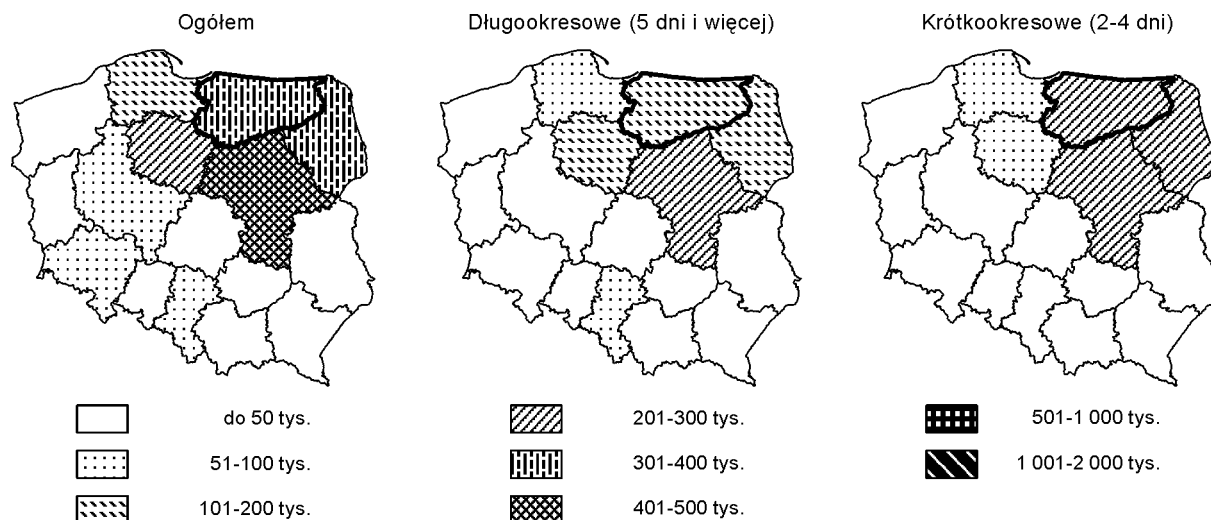 Ogółem
Długookresowe (5 dni i więcej)
Krótkookresowe (2-4 dni)
do 50 tys.
201-300 tys.
501-1 000 tys.
51-100 tys.
301-400 tys.
1 001-2 000 tys.
101-200 tys.
401-500 tys.